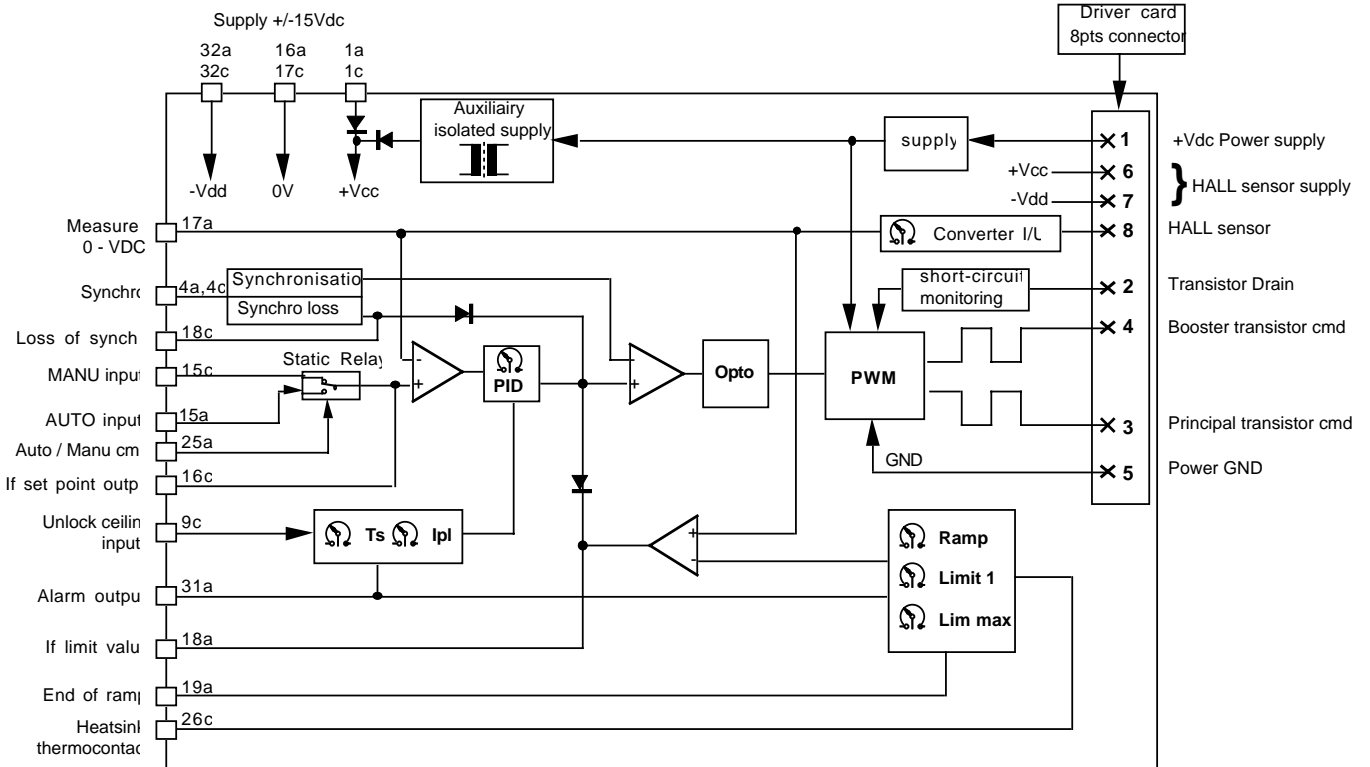 Supply +/-15Vdc
Driver card
8pts connector
32a
32c
16a
17c
1a
1c
Auxiliairy
isolated supply
supply
1
+Vdc Power supply
+Vcc
6
-Vdd
7
} HALL sensor supply
-Vdd
0V
+Vcc
Measure
0 - VDC
17a
Converter I/U
8
HALL sensor
Synchro
4a,4c
Synchronisatio
Synchro loss
short-circuit
monitoring
2
Transistor Drain
Loss of synch
18c
4
Booster transistor cmd
Static Relay
MANU input
15c
-
+
PID
-
+
Opto
PWM
AUTO input
15a
3
Principal transistor cmd
Auto / Manu cm
25a
GND
5
Power GND
If set point outp
16c
Unlock ceilin
input
9c
Ts
Ipl
+
-
Ramp
Limit 1
Lim max
Alarm outpu
31a
If limit valu
18a
End of ramp
19a
Heatsink
thermocontac
26c